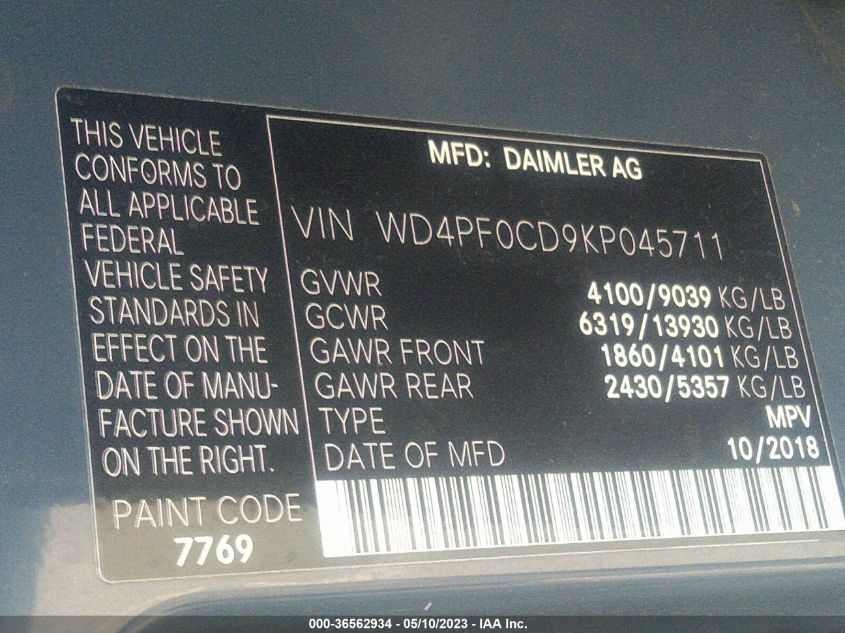 THIS VEHICLE
CONFORMS TO
ALL APPLICABLE
FEDERAL
VEHICLE SAFETY
STANDARDS IN
EFFECT ON THE
DATE OF MANU-
FACTURE SHOWN
ON THE RIGHT.
PAINT CODE
7769
MFD: DAIMLER AG
VIN WD4PF0CD9KP045711
GVWR 4100/9039 KG/LB
GCWR 6319/13930 KG/LB
GAWR FRONT 1860/4101 KG/LB
GAWR REAR 2430/5357 KG/LB
TYPE MPV
DATE OF MFD 10/2018
000-36562934 - 05/10/2023 - IAA Inc.